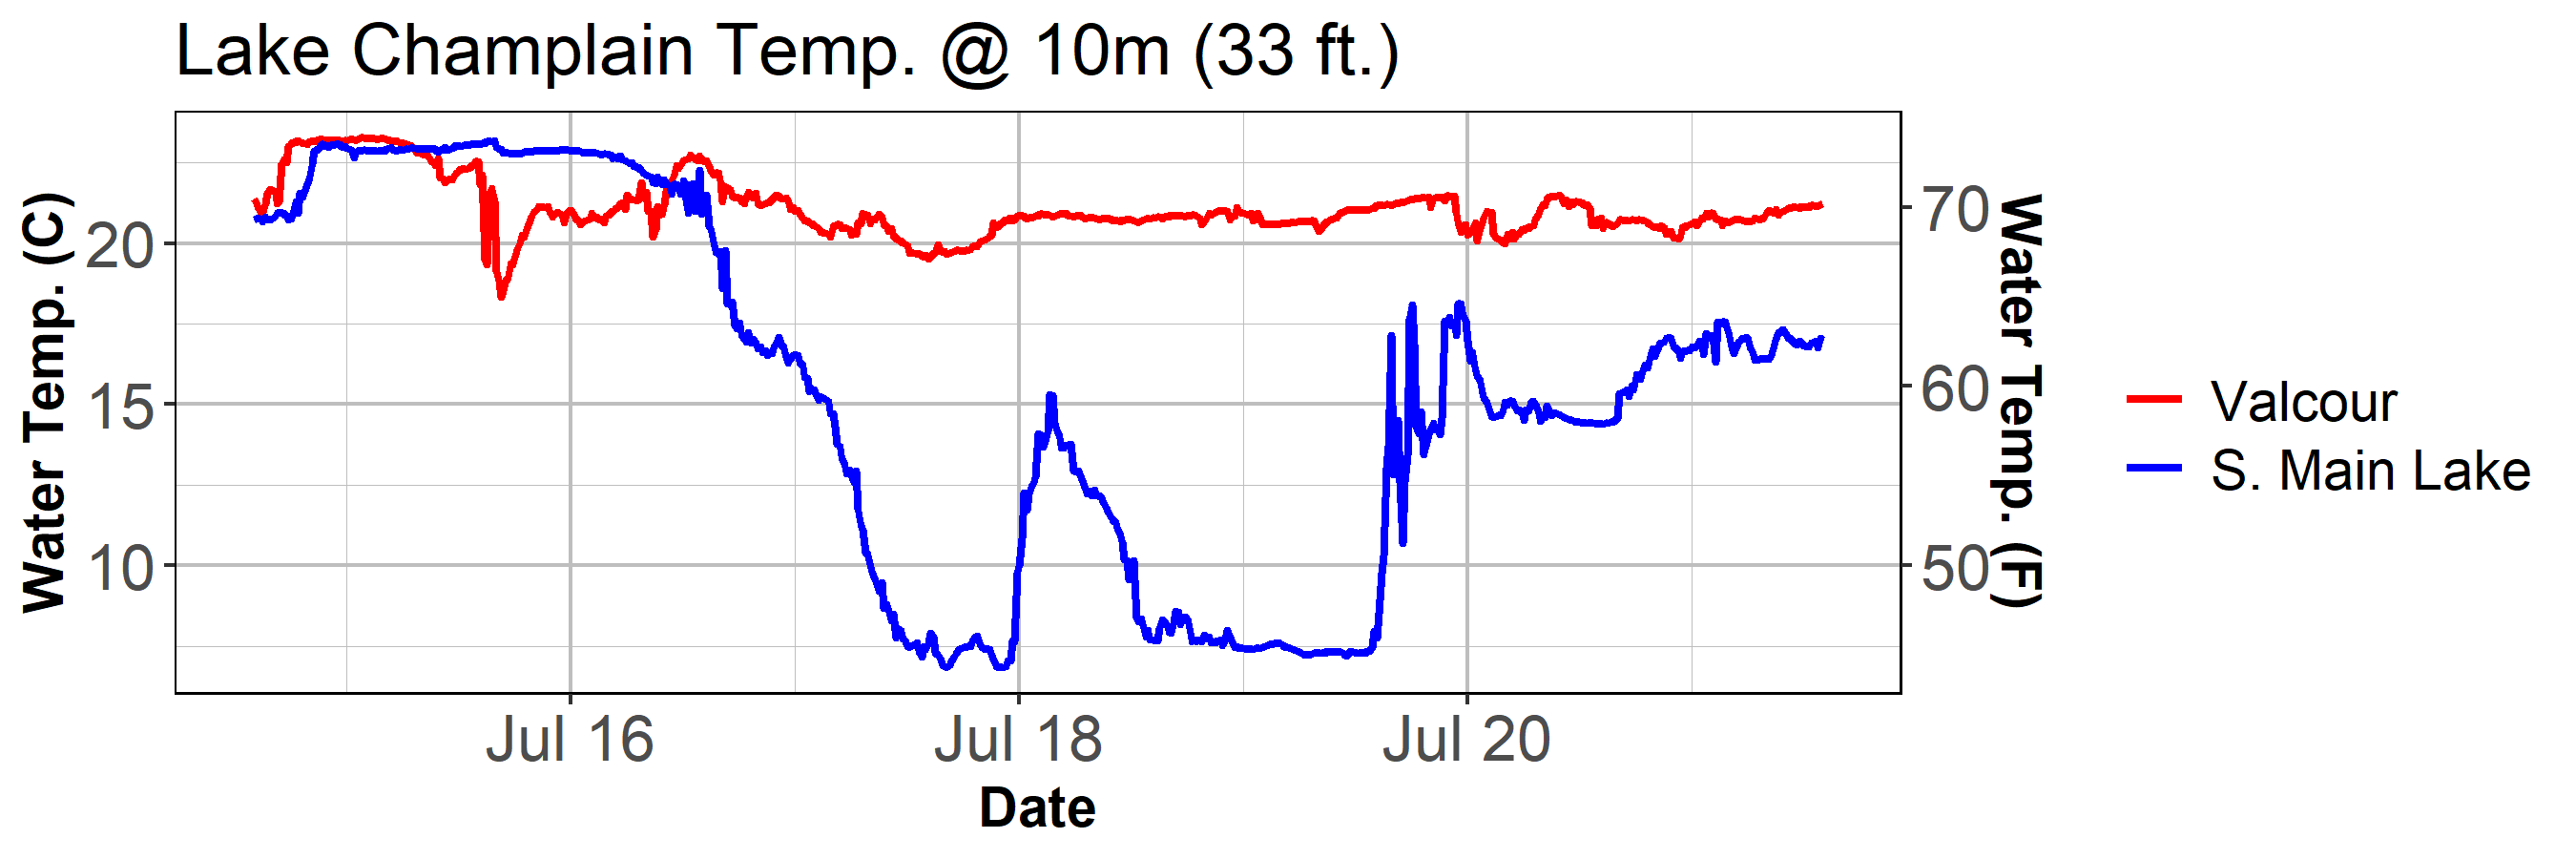 Lake Champlain Temp. @ 10m (33 ft.)
Water Temp. (C)
20
15
10
70
60
50
Water Temp. (F)
Jul 16
Jul 18
Jul 20
Date
Valcour
S. Main Lake